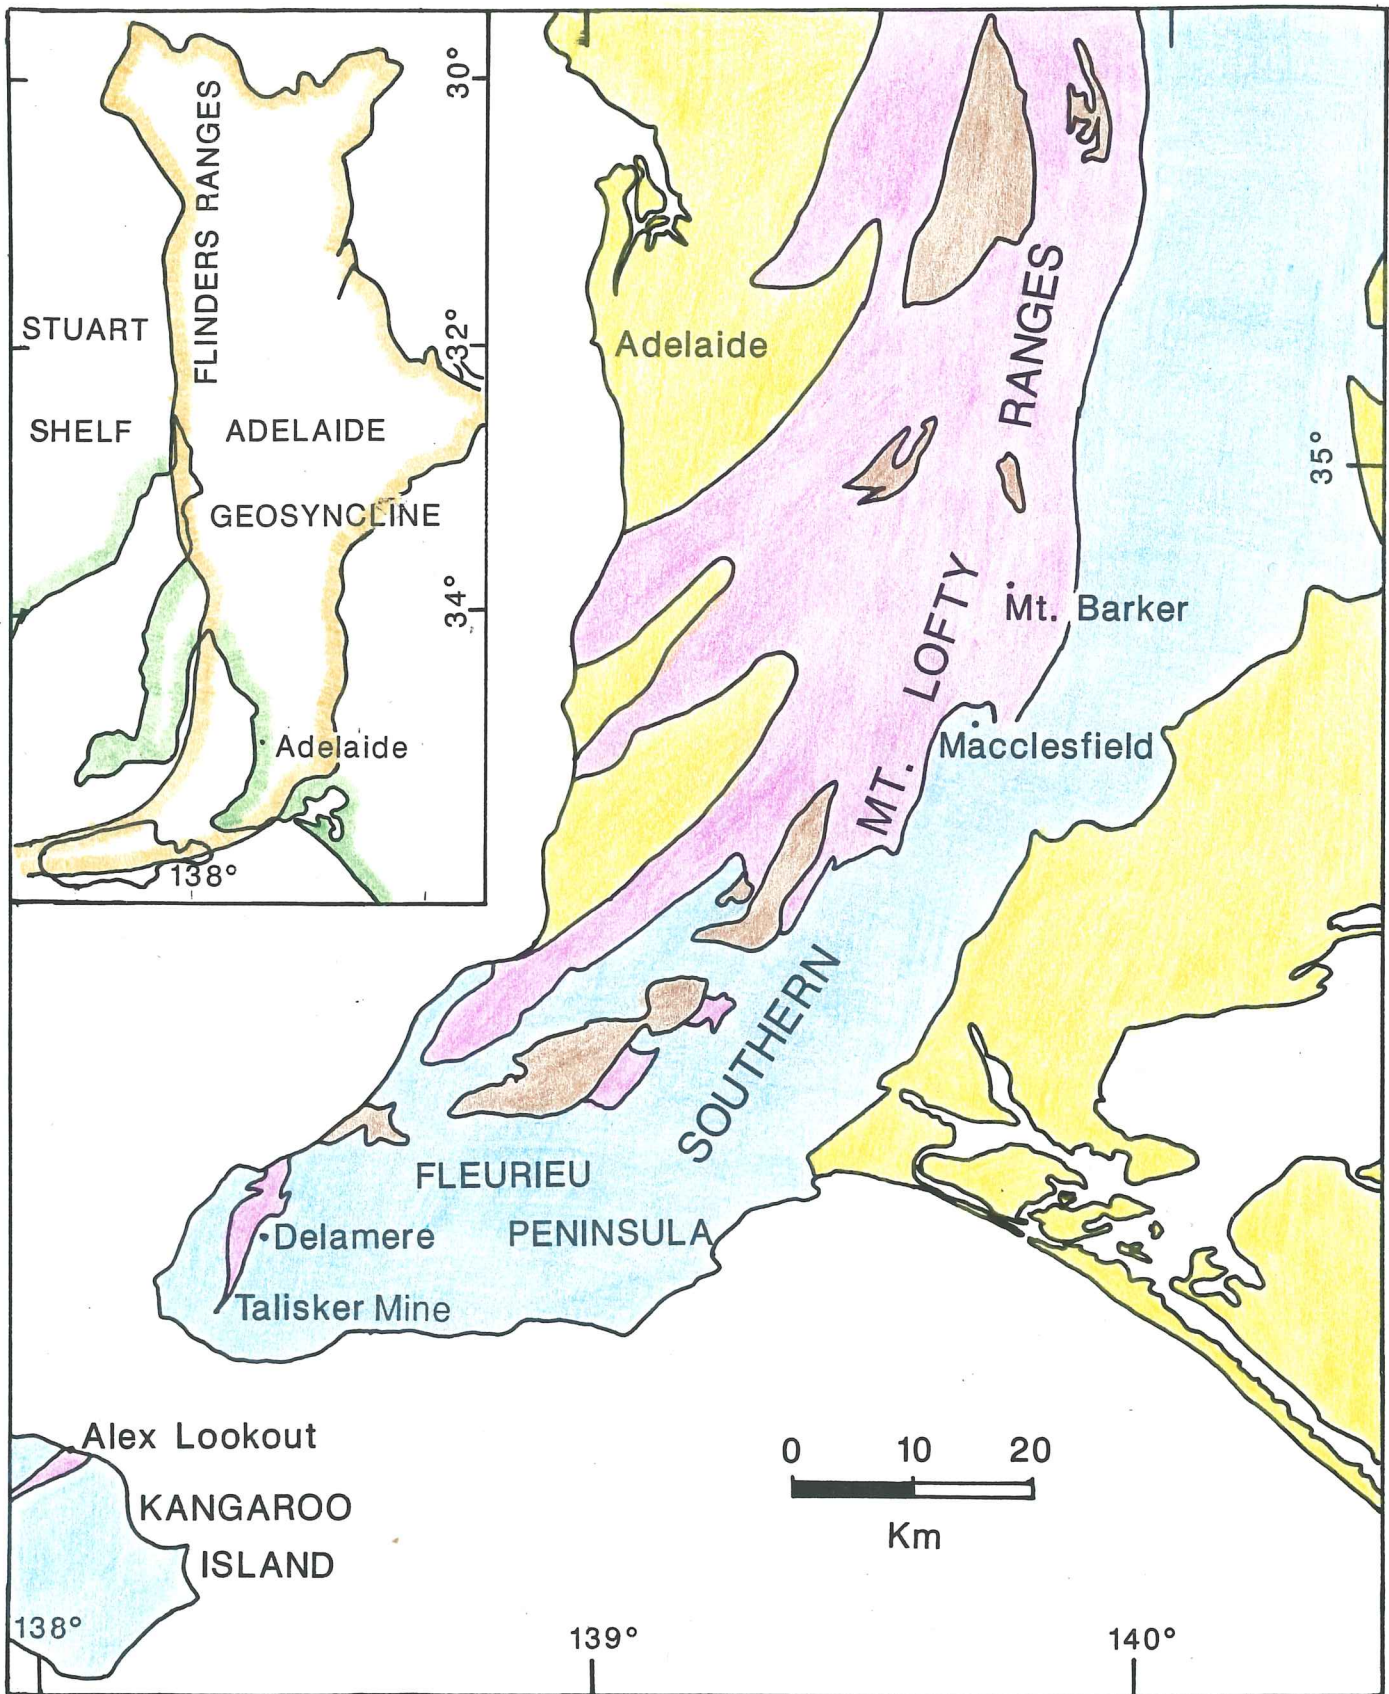 FLINDERS RANGES
30°
STUART
32°
SHELF
ADELAIDE
GEOSYNCLINE
34°
Adelaide
138°
Adelaide
35°
Mt. Barker
Macclesfield
SOUTHERN MT. LOFTY RANGES
FLEURIEU
PENINSULA
Delamere
Talisker Mine
Alex Lookout
KANGAROO
ISLAND
0 10 20
Km
138°
139°
140°